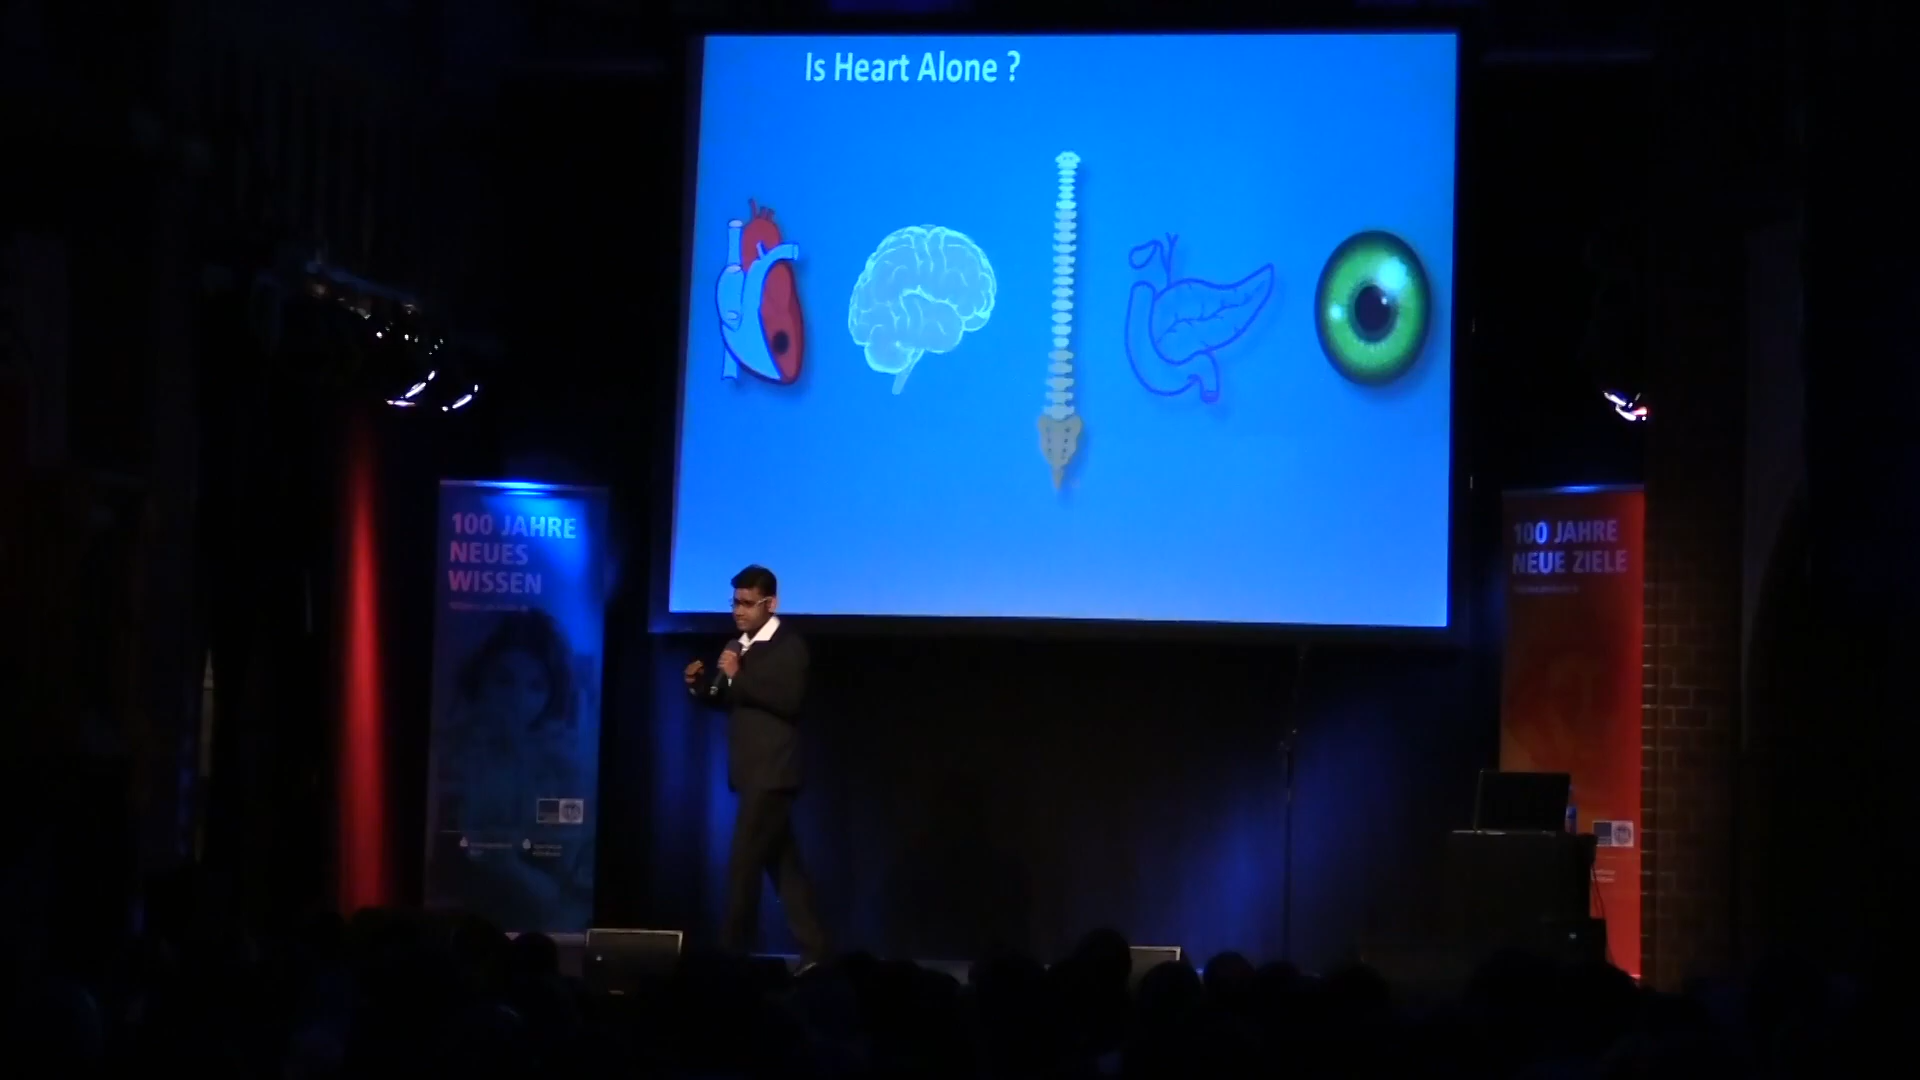 Is Heart Alone ?
100 JAHRE
NEUES
WISSEN
100 JAHRE
NEUE ZIELE